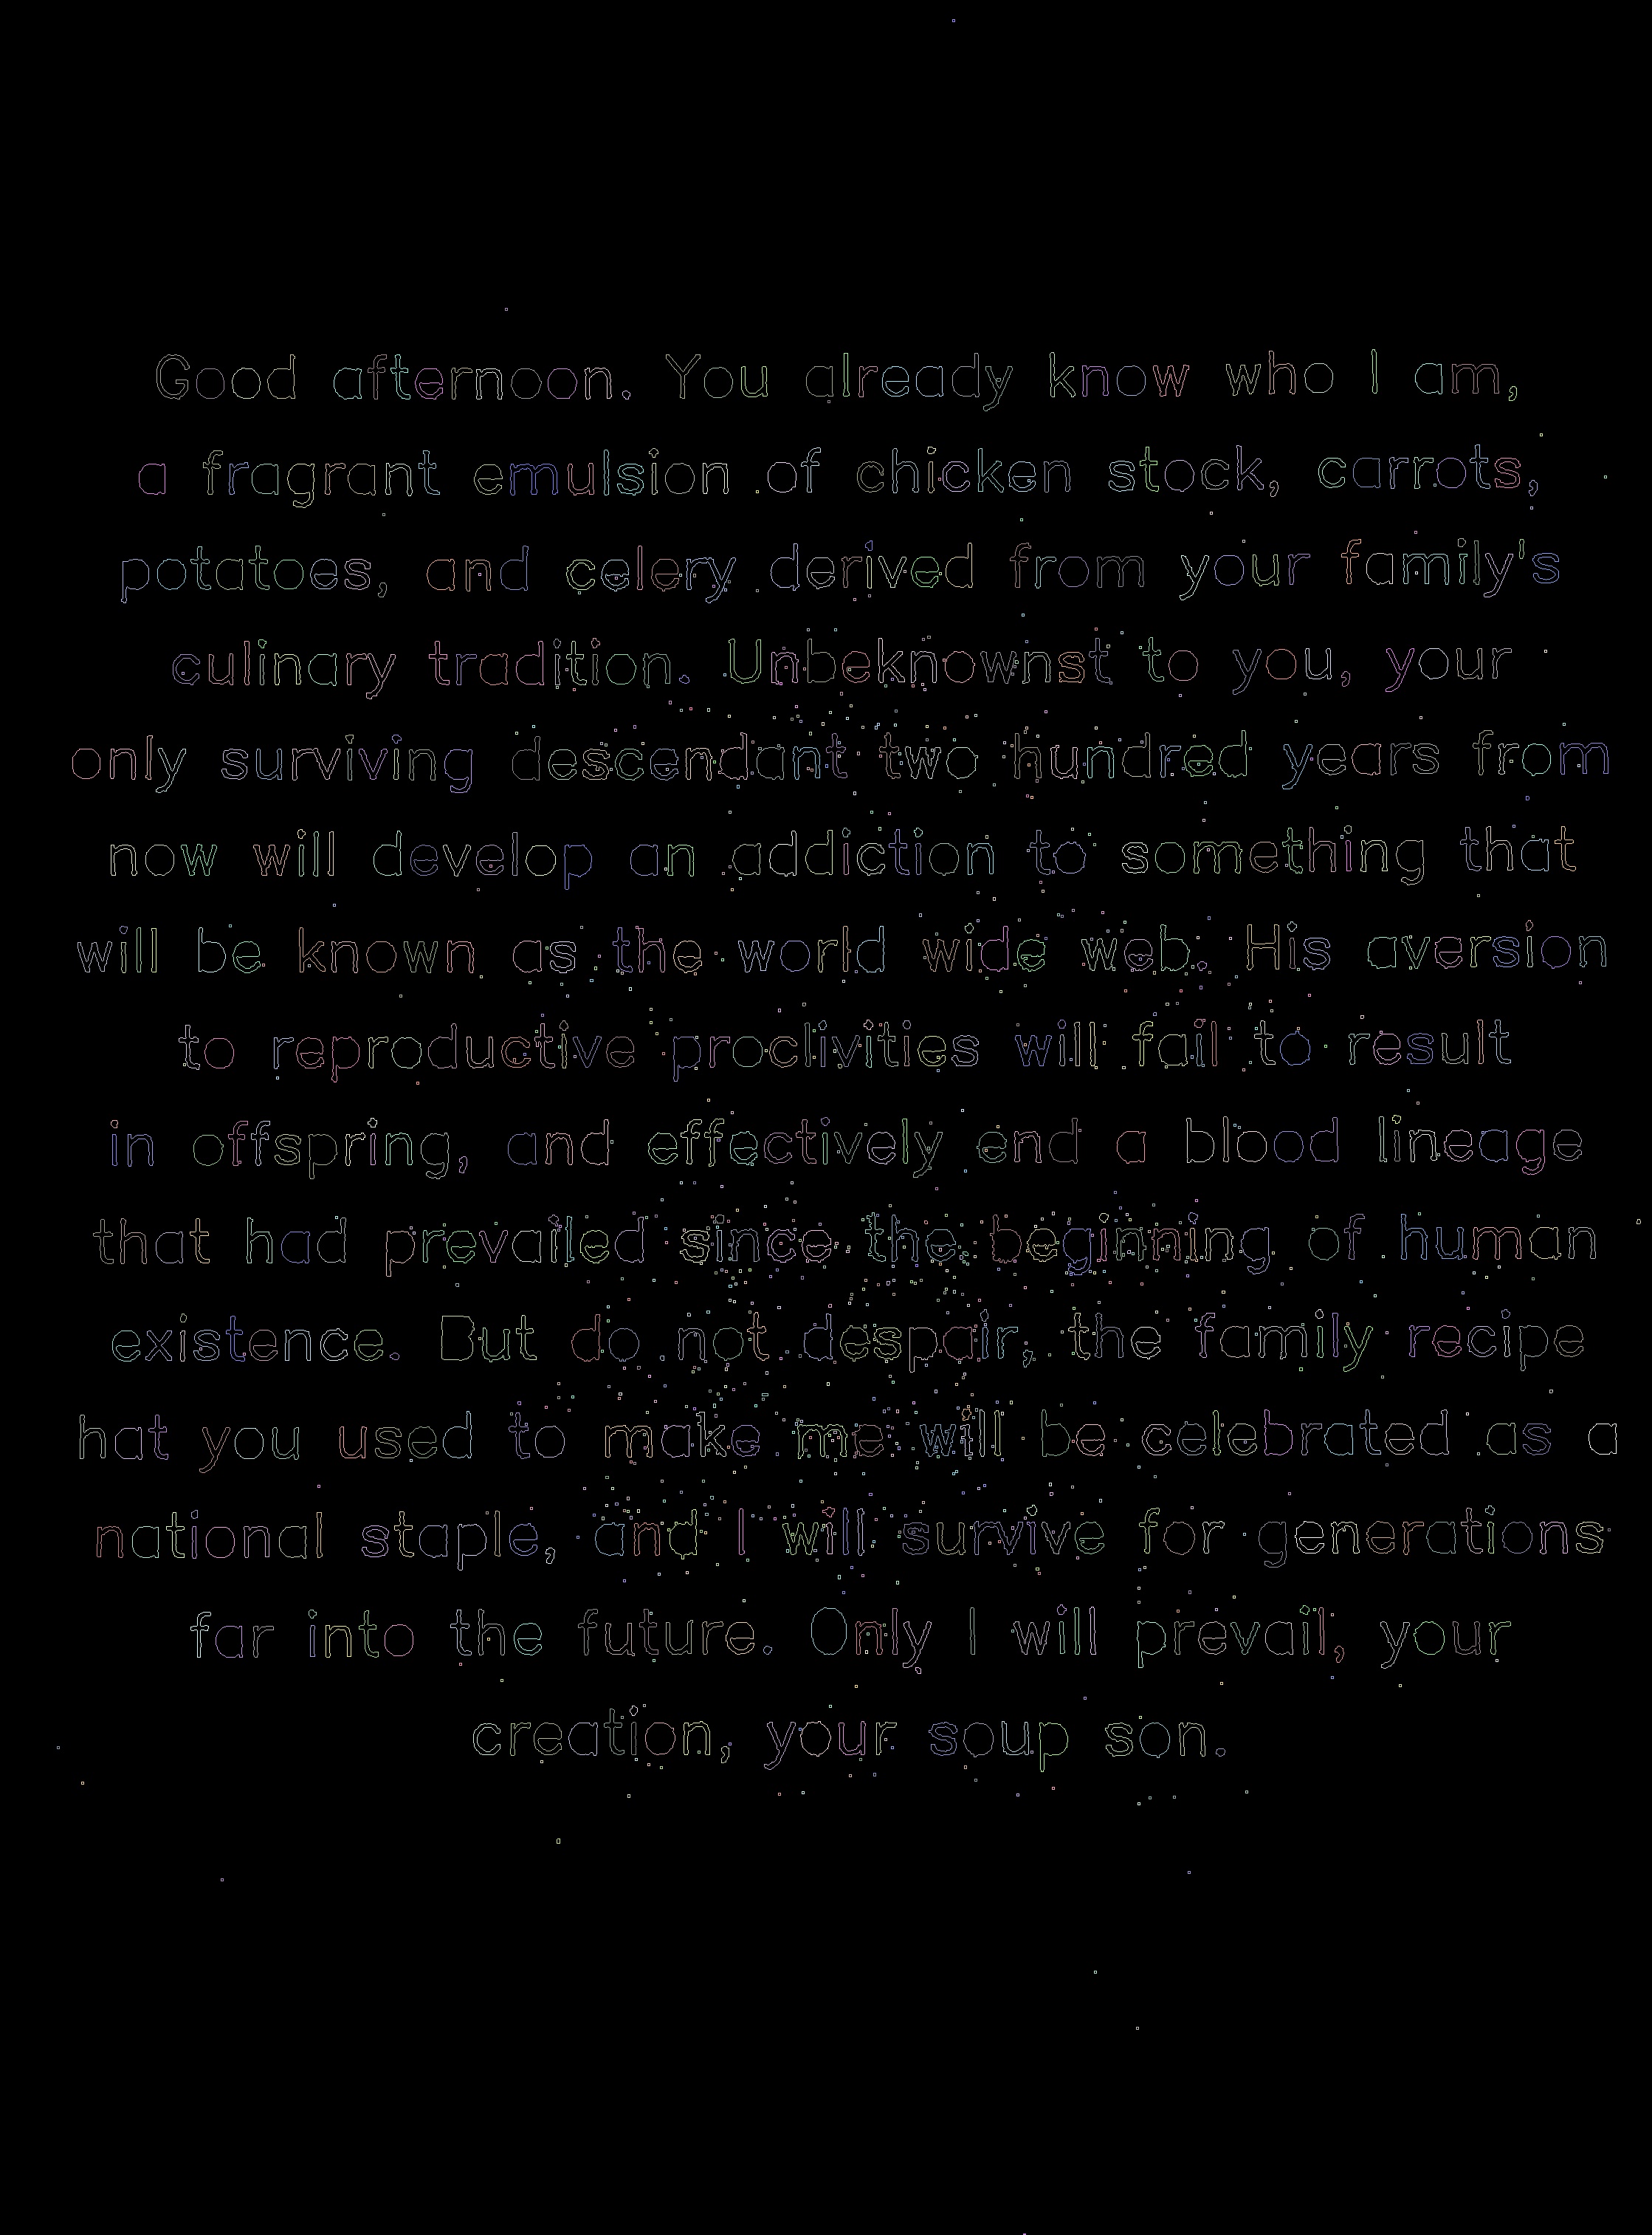 Good afternoon. You already know who I am,
a fragrant emulsion of chicken stock, carrots,
potatoes, and celery derived from your family's
culinary tradition. Unbeknownst to you, your
only surviving descendant two hundred years from
now will develop an addiction to something that
will be known as the world wide web. His aversion
to reproductive proclivities will fail to result
in offspring, and effectively end a blood lineage
that had prevailed since the beginning of human
existence. But do not despair, the family recipe
hat you used to make me will be celebrated as a
national staple, and I will survive for generations
far into the future. Only I will prevail, your
creation, your soup son.